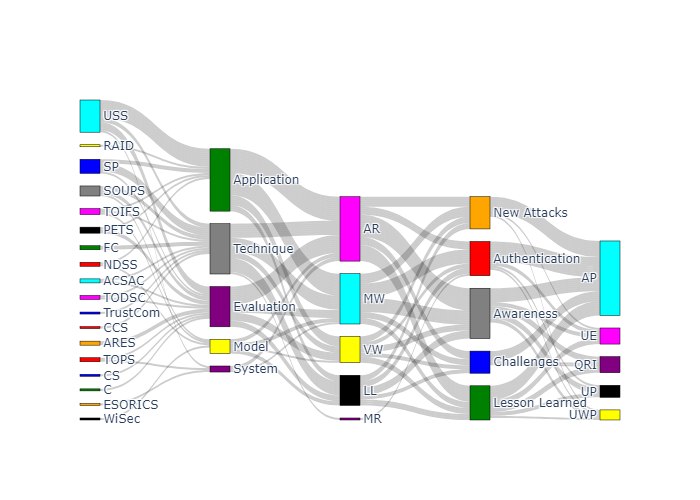 USS
RAID
SP
SOUPS
TOIFS
PETS
FC
NDSS
ACSAC
TODSC
TrustCom
CCS
ARES
TOPS
CS
C
ESORICS
WiSec
Application
Technique
Evaluation
Model
System
AR
MW
VW
LL
MR
New Attacks
Authentication
Awareness
Challenges
Lesson Learned
AP
UE
QRI
UP
UWP